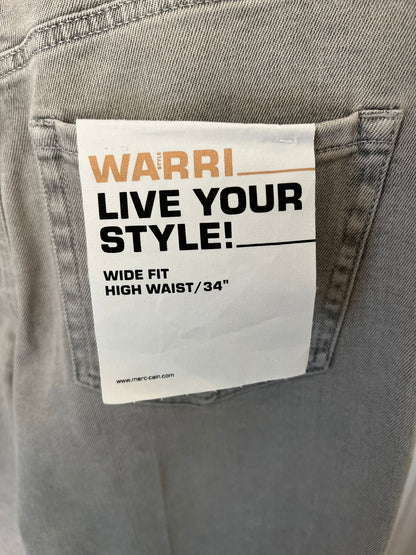 WARRI
STYLE
LIVE YOUR
STYLE!
WIDE FIT
HIGH WAIST/34"
www.marc-cain.com